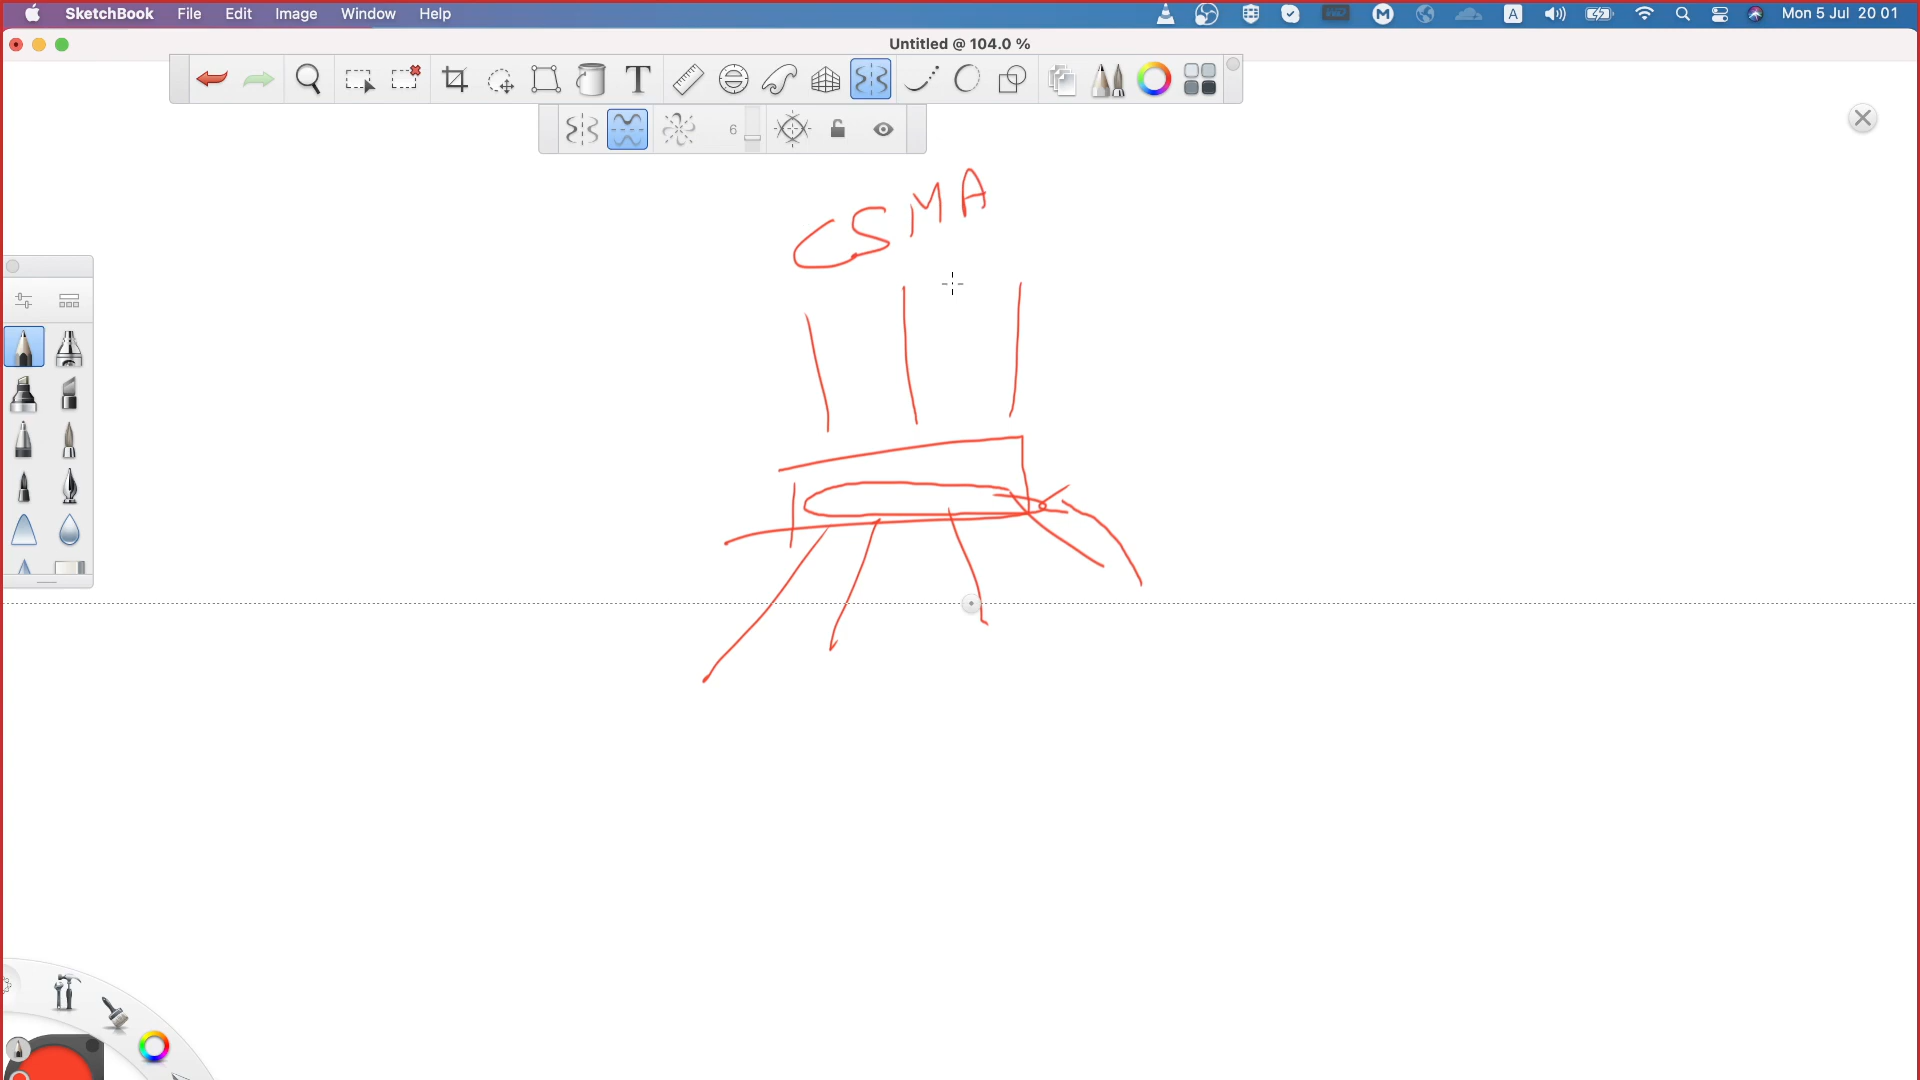 SketchBook File Edit Image Window Help Mon 5 Jul 20 01
Untitled @ 104.0 %
T
6
CSMA